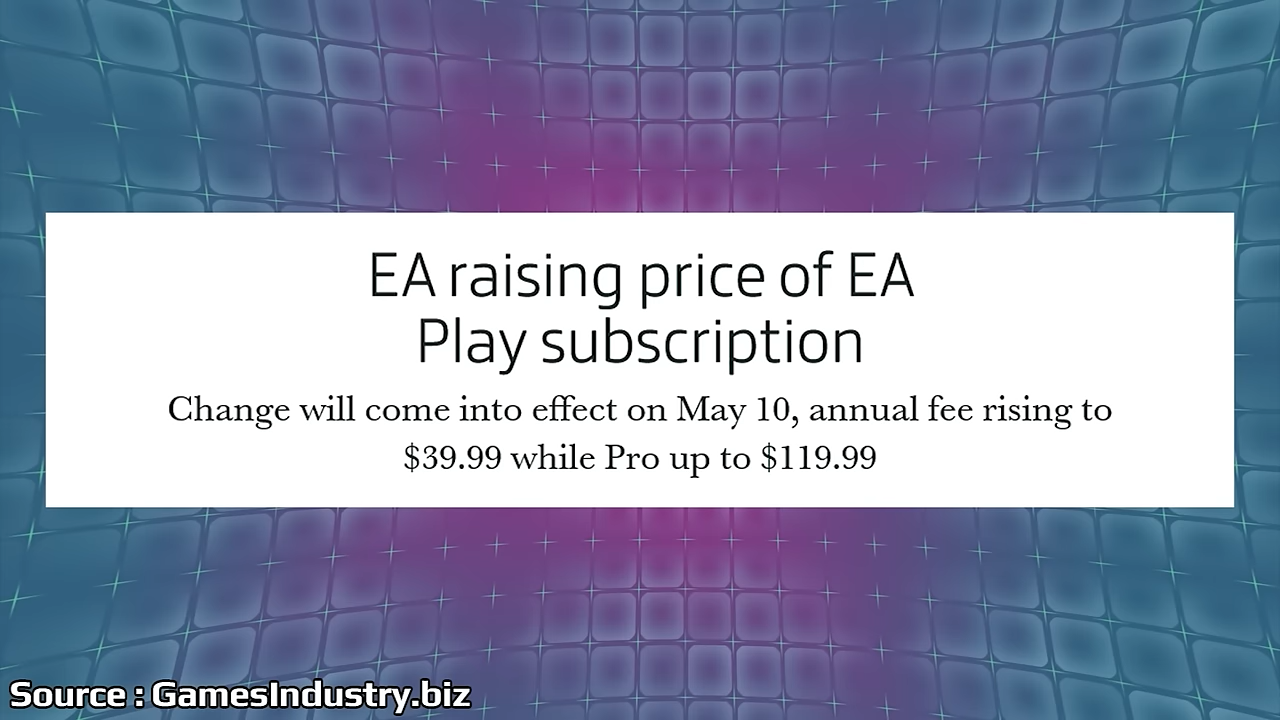 EA raising price of EA
Play subscription
Change will come into effect on May 10, annual fee rising to
$39.99 while Pro up to $119.99
Source : GamesIndustry.biz